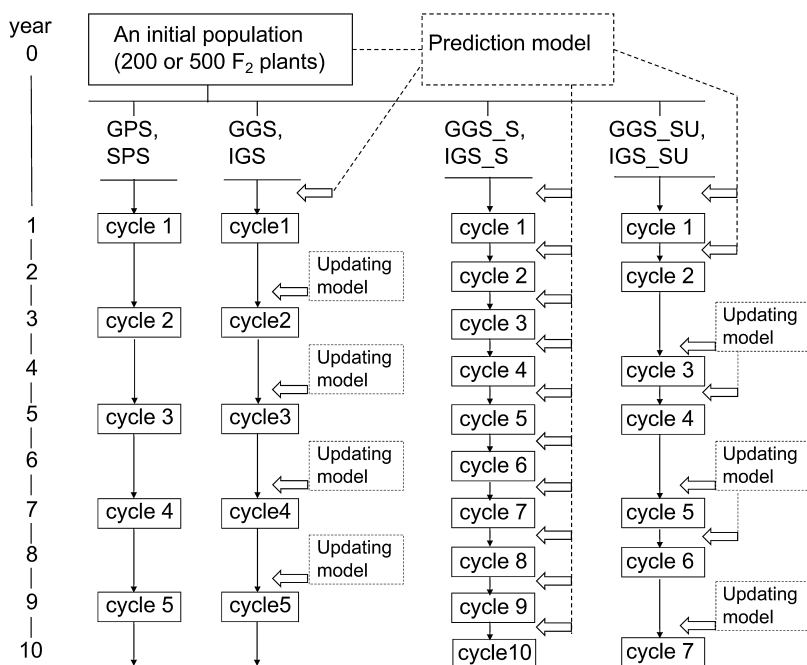 year
0
1
2
3
4
5
6
7
8
9
10
An initial population
(200 or 500 F₂ plants)
Prediction model
GPS,
SPS
cycle 1
cycle 2
cycle 3
cycle 4
cycle 5
GGS,
IGS
cycle1
Updating
model
cycle2
Updating
model
cycle3
Updating
model
cycle4
Updating
model
cycle5
GGS_S,
IGS_S
cycle 1
cycle 2
cycle 3
cycle 4
cycle 5
cycle 6
cycle 7
cycle 8
cycle 9
cycle10
GGS_SU,
IGS_SU
cycle 1
cycle 2
Updating
model
cycle 3
cycle 4
Updating
model
cycle 5
cycle 6
Updating
model
cycle 7